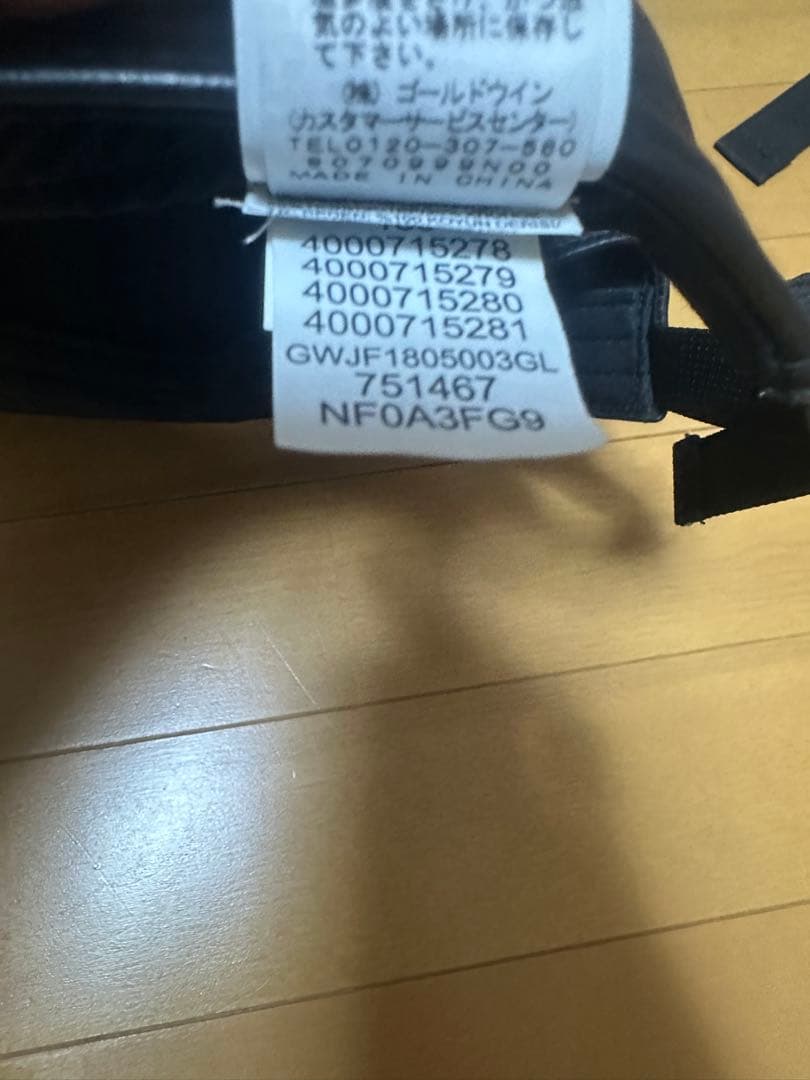 気のよい場所に保存し
て下さい。
(株) ゴールドウイン
(カスタマーサービスセンター)
TEL0120-307-560
MADE IN CHINA
4000715278
4000715279
4000715280
4000715281
GWJF1805003GL
751467
NF0A3FG9